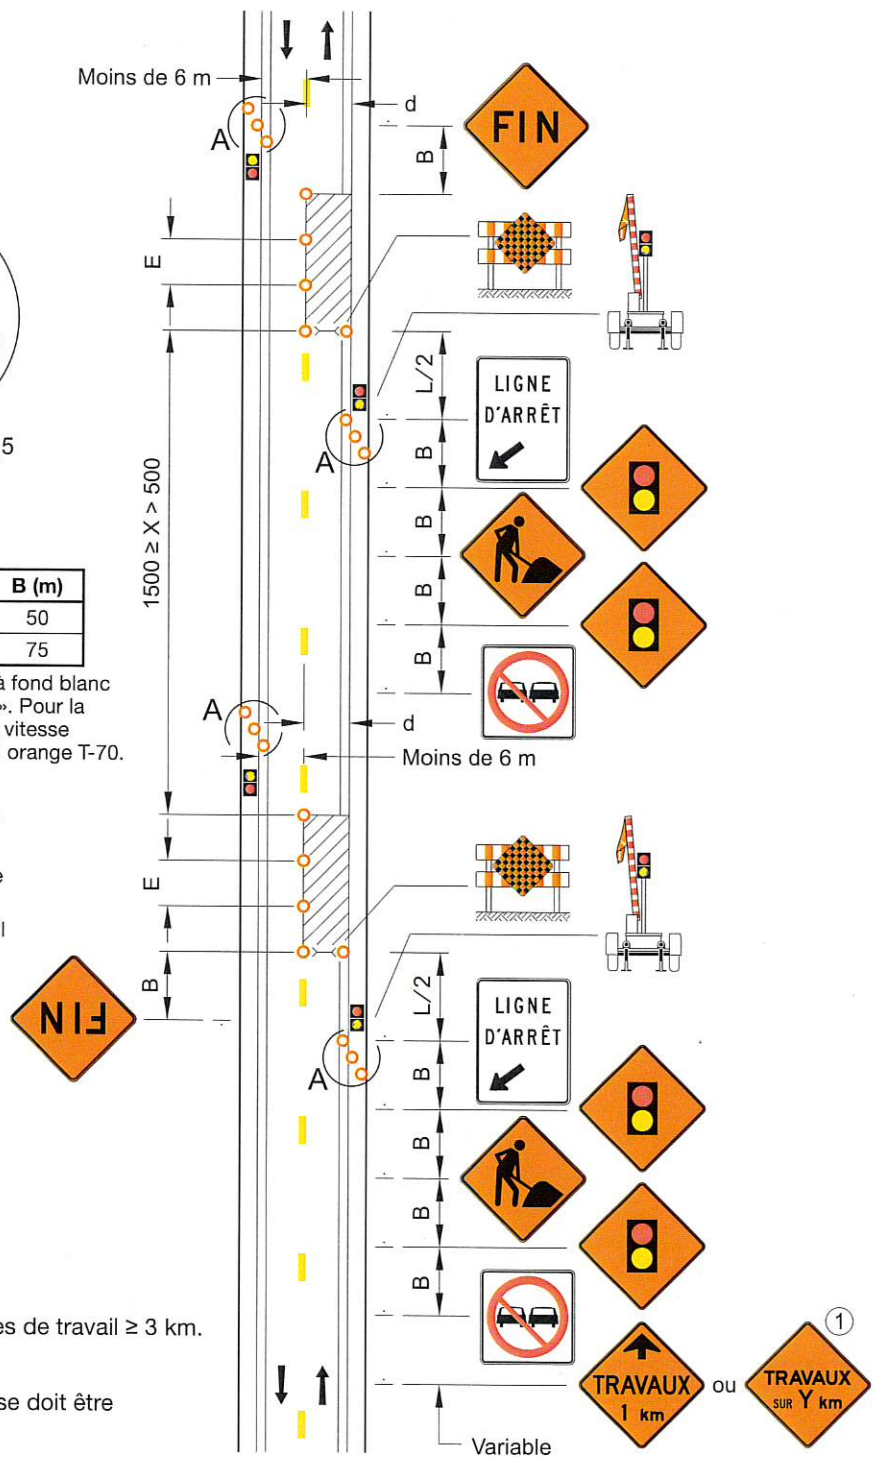 Moins de 6 m
d
A
B
FIN
E
L/2
LIGNE
D'ARRÊT
5
A
B
1500 ≥ X > 500
B
B
B (m)
50
75
B
à fond blanc
». Pour la
vitesse
orange T-70.
A
d
Moins de 6 m
e
E
l
B
FIN
L/2
LIGNE
D'ARRÊT
A
B
B
B
B
es de travail ≥ 3 km.
1
TRAVAUX
1 km
ou
TRAVAUX
SUR Y km
se doit être
Variable